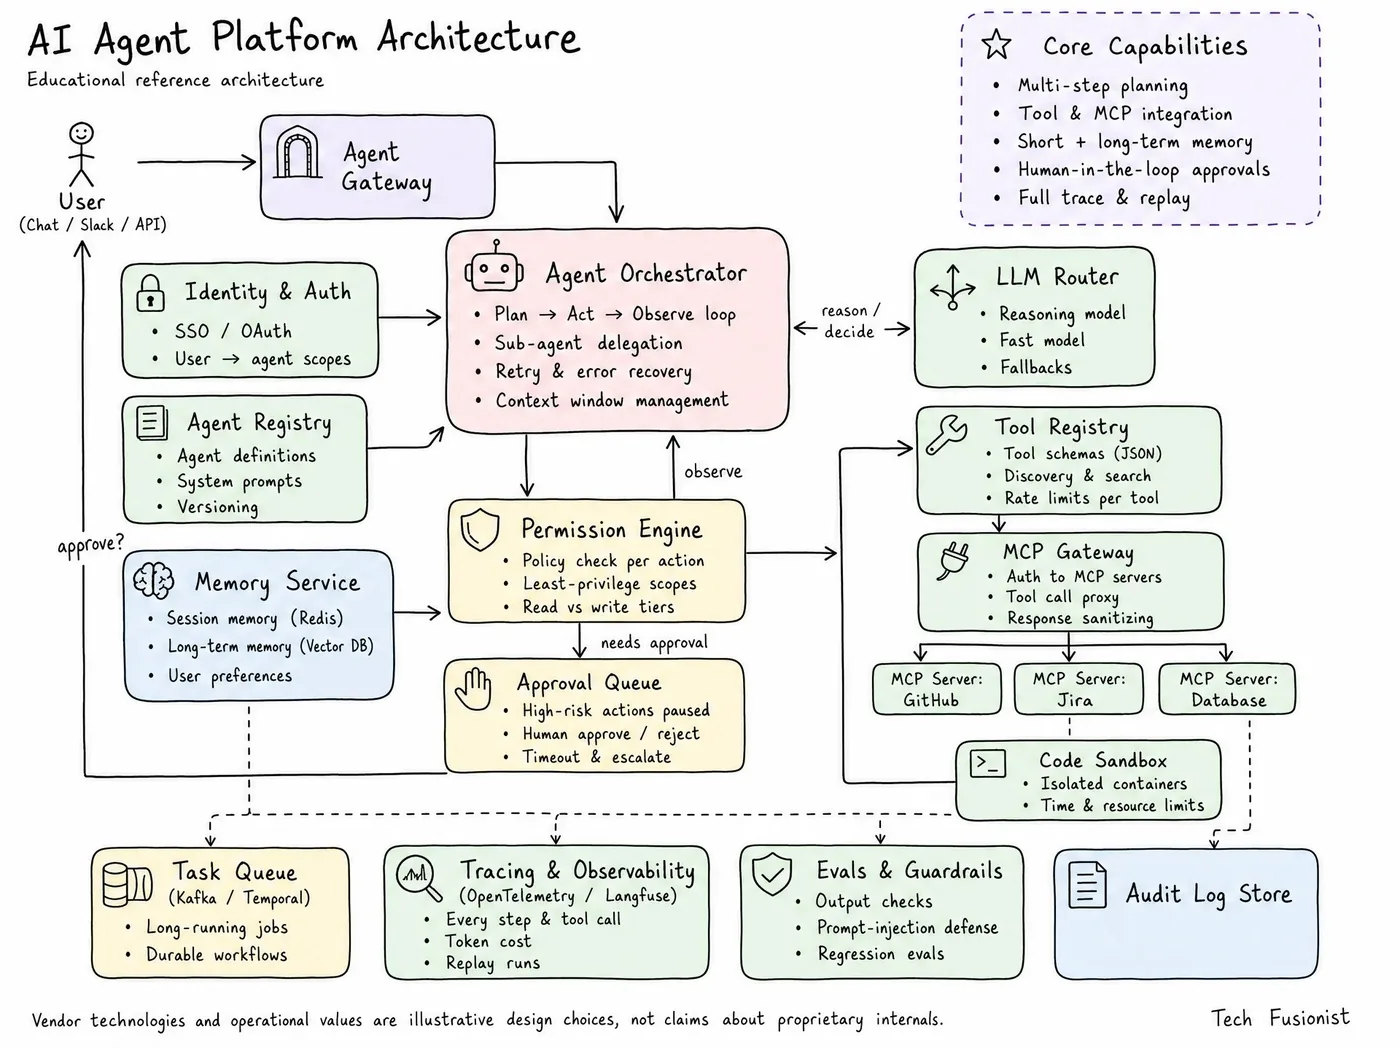 AI Agent Platform Architecture
Educational reference architecture
Core Capabilities
• Multi-step planning
• Tool & MCP integration
• Short + long-term memory
• Human-in-the-loop approvals
• Full trace & replay
User
(Chat / Slack / API)
Agent
Gateway
Identity & Auth
• SSO / OAuth
• User → agent scopes
Agent Orchestrator
• Plan → Act → Observe loop
• Sub-agent delegation
• Retry & error recovery
• Context window management
reason /
decide
LLM Router
• Reasoning model
• Fast model
• Fallbacks
Agent Registry
• Agent definitions
• System prompts
• Versioning
observe
Tool Registry
• Tool schemas (JSON)
• Discovery & search
• Rate limits per tool
approve?
Permission Engine
• Policy check per action
• Least-privilege scopes
• Read vs write tiers
MCP Gateway
• Auth to MCP servers
• Tool call proxy
• Response sanitizing
Memory Service
• Session memory (Redis)
• Long-term memory (Vector DB)
• User preferences
needs approval
Approval Queue
• High-risk actions paused
• Human approve / reject
• Timeout & escalate
MCP Server:
GitHub
MCP Server:
Jira
MCP Server:
Database
Code Sandbox
• Isolated containers
• Time & resource limits
Task Queue
(Kafka / Temporal)
• Long-running jobs
• Durable workflows
Tracing & Observability
(OpenTelemetry / Langfuse)
• Every step & tool call
• Token cost
• Replay runs
Evals & Guardrails
• Output checks
• Prompt-injection defense
• Regression evals
Audit Log Store
Vendor technologies and operational values are illustrative design choices, not claims about proprietary internals.
Tech Fusionist